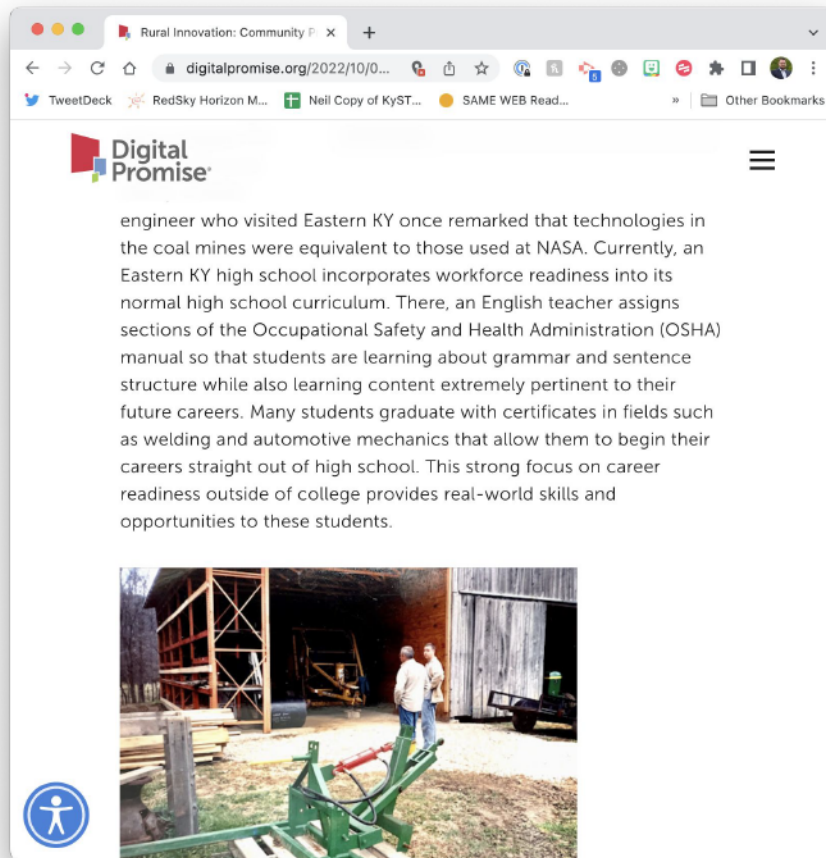 Rural Innovation: Community P
digitalpromise.org/2022/10/0...
5
TweetDeck
RedSky Horizon M...
Neil Copy of KyST...
SAME WEB Read...
»
Other Bookmarks
Digital
Promise®
engineer who visited Eastern KY once remarked that technologies in
the coal mines were equivalent to those used at NASA. Currently, an
Eastern KY high school incorporates workforce readiness into its
normal high school curriculum. There, an English teacher assigns
sections of the Occupational Safety and Health Administration (OSHA)
manual so that students are learning about grammar and sentence
structure while also learning content extremely pertinent to their
future careers. Many students graduate with certificates in fields such
as welding and automotive mechanics that allow them to begin their
careers straight out of high school. This strong focus on career
readiness outside of college provides real-world skills and
opportunities to these students.